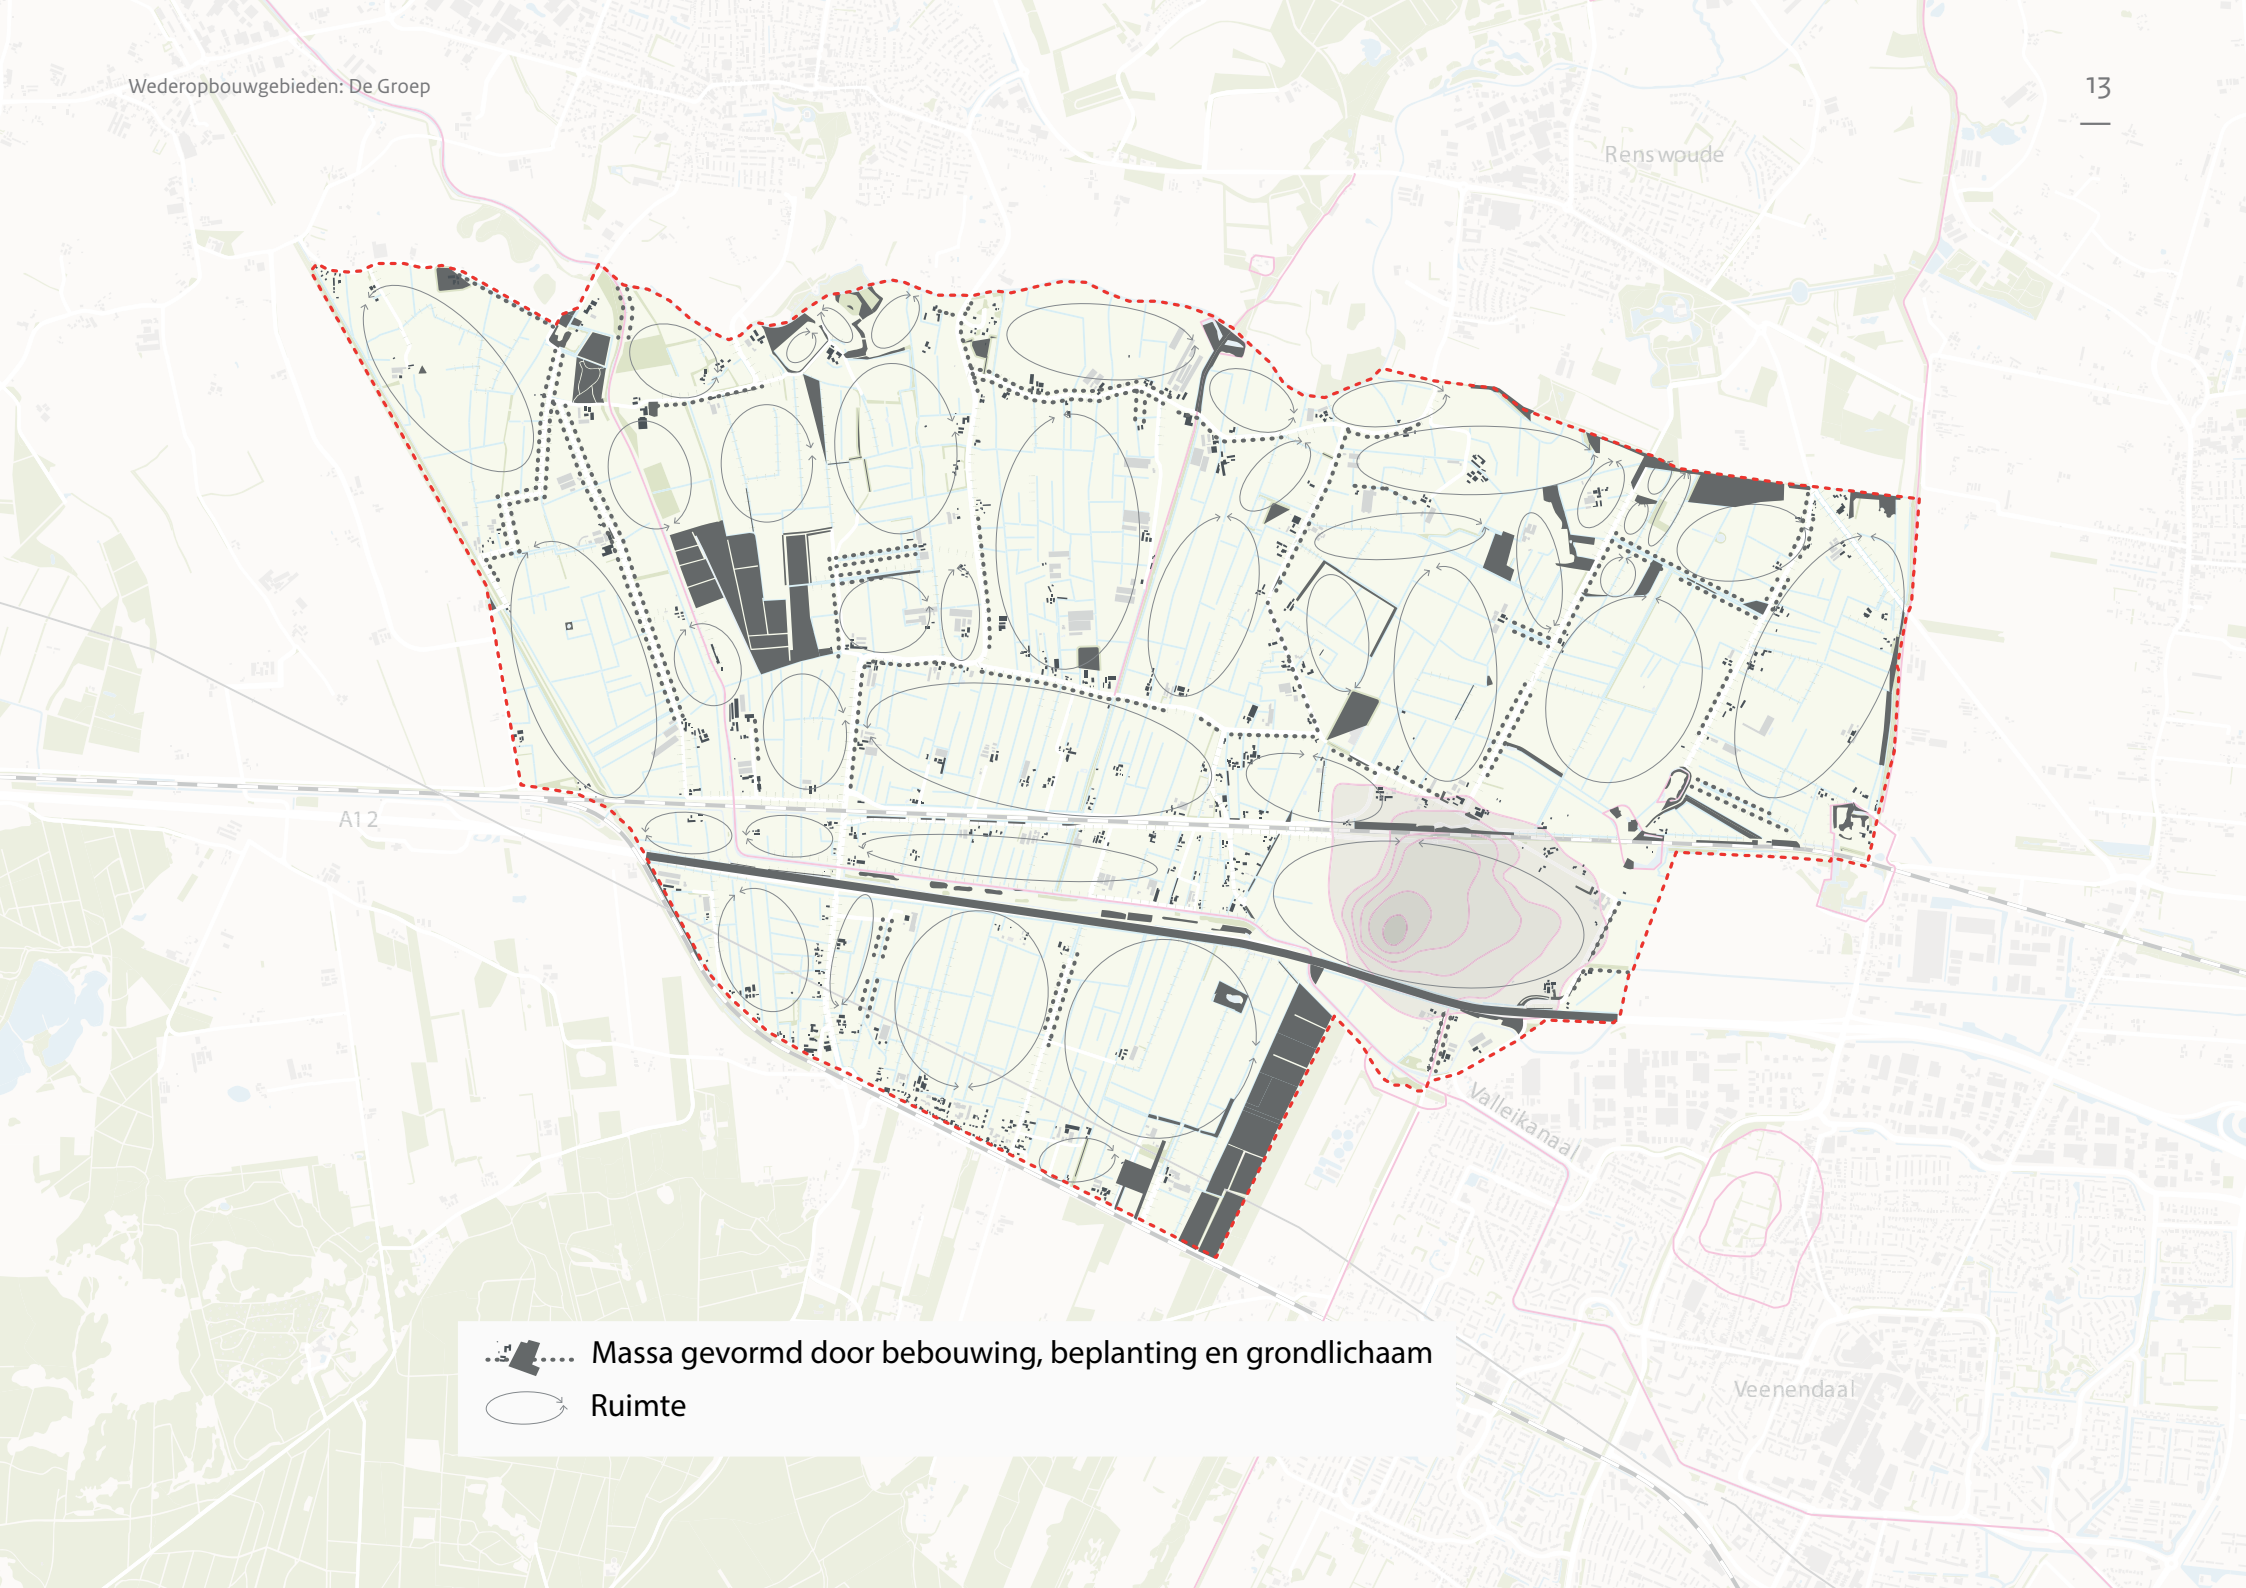 Wederopbouwgebieden: De Groep
13
Renswoude
A12
Valleikanaal
Massa gevormd door bebouwing, beplanting en grondlichaam
Ruimte
Veenendaal